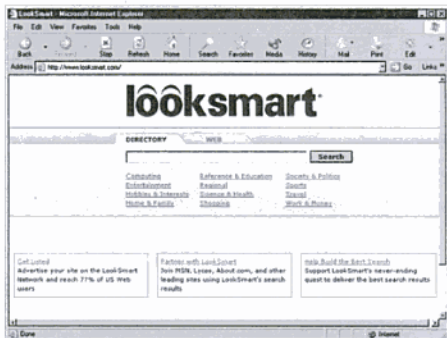 LookSmart - Microsoft Internet Explorer
File Edit View Favorites Tools Help
Back Forward Stop Refresh Home Search Favorites Media History Mail Print Edit
Address http://www.looksmart.com/ Go Links »
looksmart
DIRECTORY WEB
Search
Computing Reference & Education Society & Politics
Entertainment Regional Sports
Hobbies & Interests Science & Health Travel
Home & Family Shopping Work & Money
Get Listed Partner with LookSmart Help Build the Best Search
Advertise your site on the LookSmart Join MSN, Lycos, About.com, and other Support LookSmart's never-ending
Network and reach 77% of US Web leading sites using LookSmart's search quest to deliver the best search results
users results
Done Internet